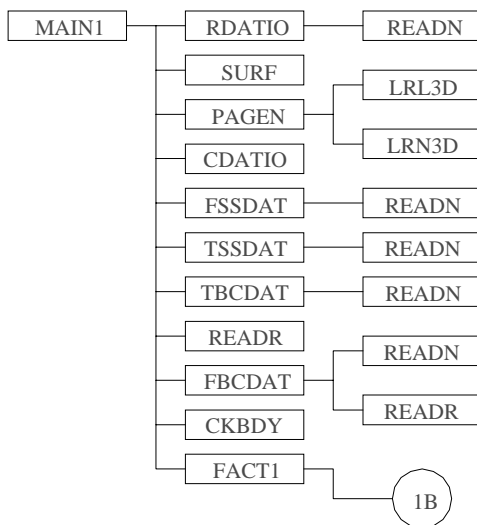 MAIN1 RDATIO READN
SURF
LRL3D
PAGEN
LRN3D
CDATIO
FSSDAT READN
TSSDAT READN
TBCDAT READN
READR
READN
FBCDAT
READR
CKBDY
FACT1
1B